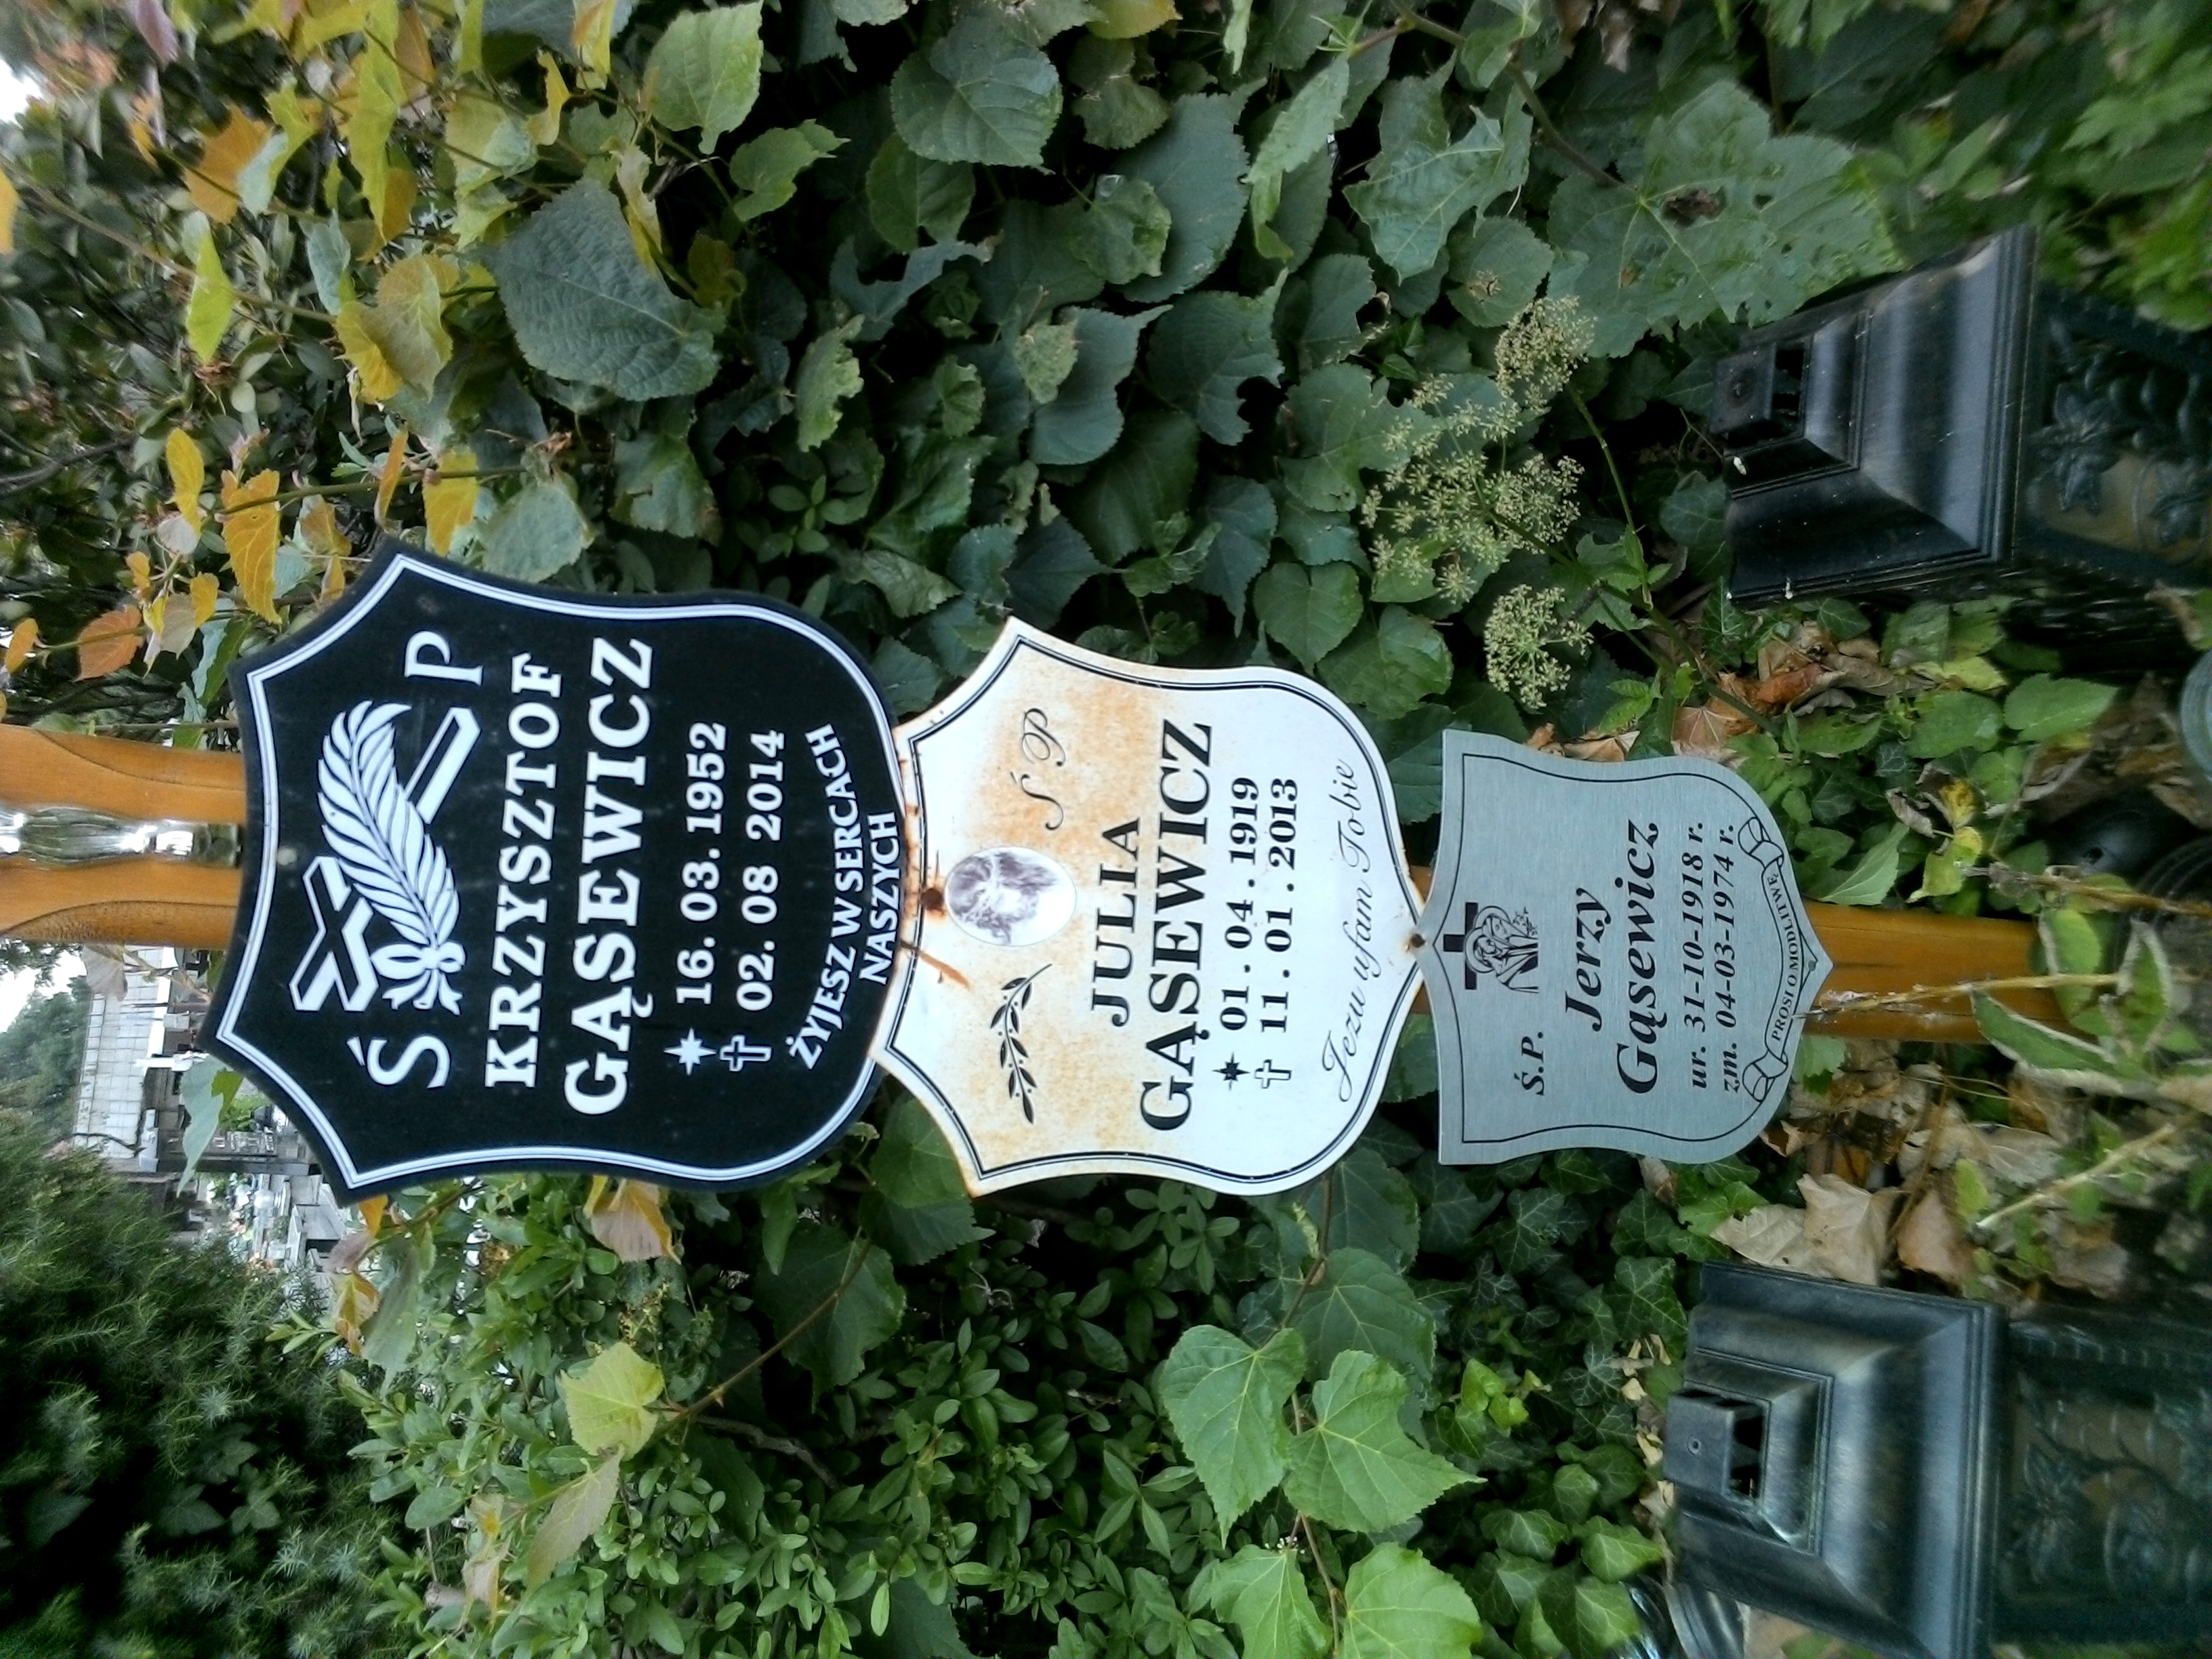 Ś P
KRZYSZTOF
GĄSEWICZ
16. 03. 1952
02. 08 2014
ŻYJESZ W SERCACH
NASZYCH
Ś P
JULIA
GĄSEWICZ
01. 04. 1919
11. 01. 2013
Jezu ufam Tobie
Ś.P.
Jerzy
Gąsewicz
ur. 31-10-1918 r.
zm. 04-03-1974 r.
PROSI O MODLITWĘ